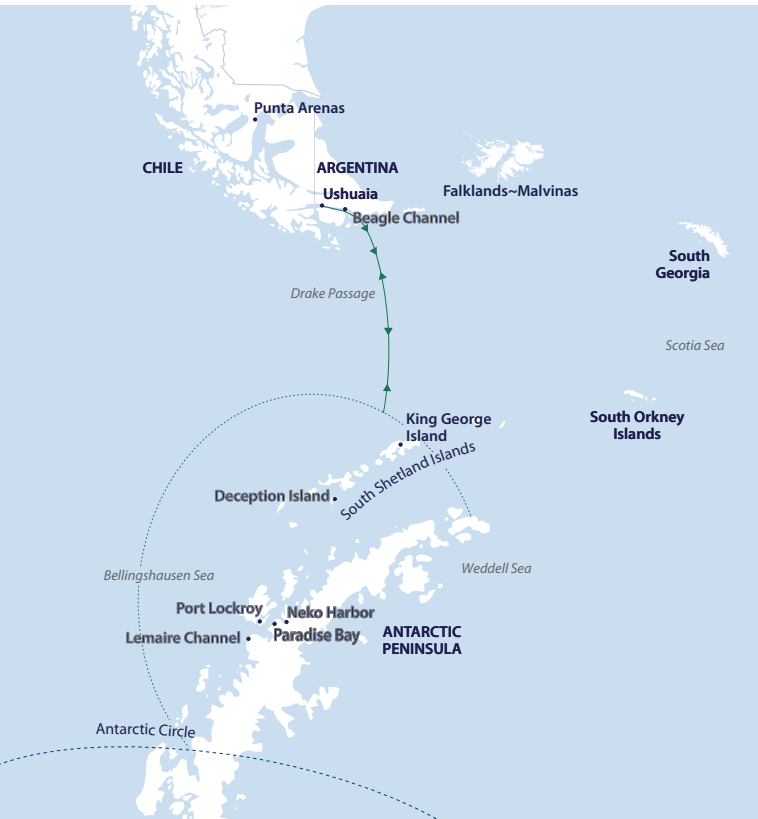 Punta Arenas
CHILE
ARGENTINA
Ushuaia
Falklands~Malvinas
Beagle Channel
South
Georgia
Drake Passage
Scotia Sea
King George
Island
South Orkney
Islands
South Shetland Islands
Deception Island
Weddell Sea
Bellingshausen Sea
Port Lockroy
Neko Harbor
Lemaire Channel
Paradise Bay
ANTARCTIC
PENINSULA
Antarctic Circle